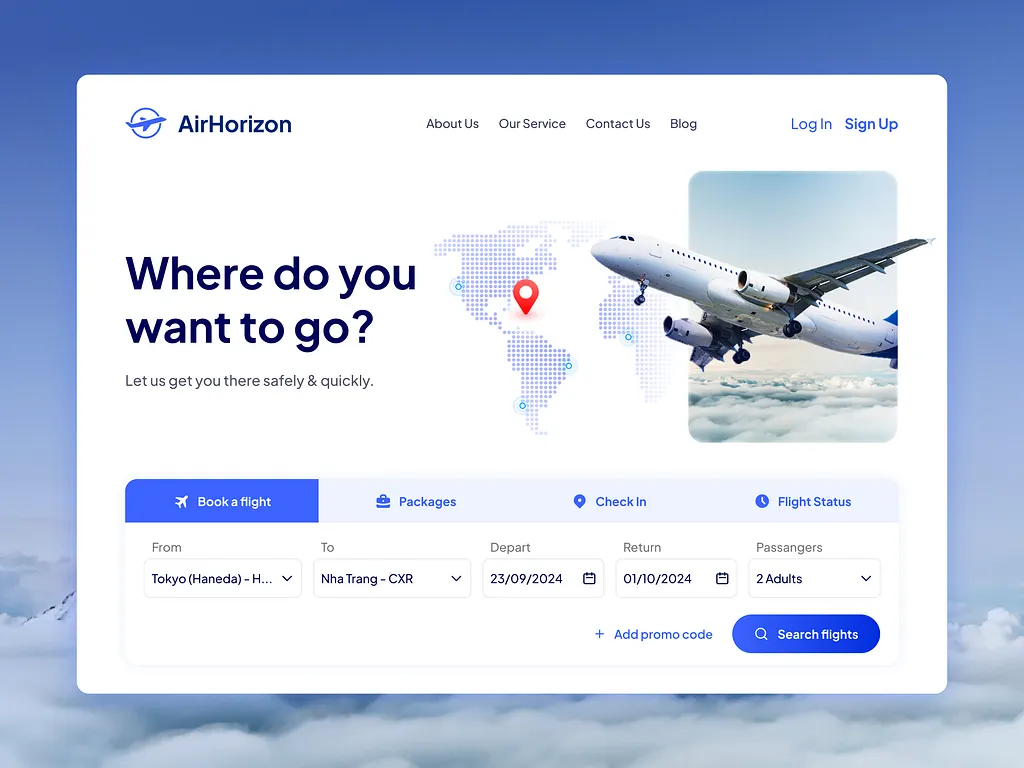 AirHorizon
About Us
Our Service
Contact Us
Blog
Log In
Sign Up
Where do you
want to go?
Let us get you there safely & quickly.
Book a flight
Packages
Check In
Flight Status
From
To
Depart
Return
Passangers
Tokyo (Haneda) - H...
Nha Trang - CXR
23/09/2024
01/10/2024
2 Adults
+ Add promo code
Search flights